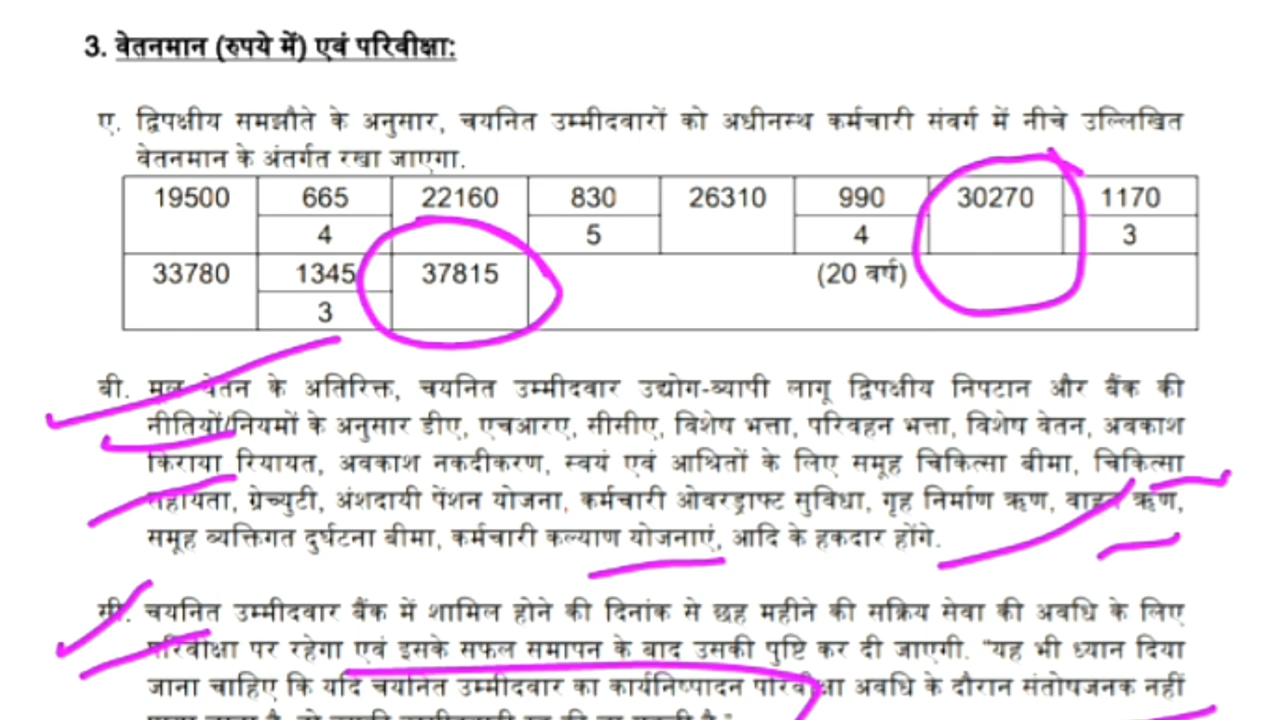 3. वेतनमान (रुपये में) एवं परिवीक्षा:
ए. द्विपक्षीय समझौते के अनुसार, चयनित उम्मीदवारों को अधीनस्थ कर्मचारी संवर्ग में नीचे उल्लिखित
वेतनमान के अंतर्गत रखा जाएगा.
19500 665 22160 830 26310 990 30270 1170
4 5 4 3
33780 1345 37815 (20 वर्ष)
3
बी. मूल वेतन के अतिरिक्त, चयनित उम्मीदवार उद्योग-व्यापी लागू द्विपक्षीय निपटान और बैंक की
नीतियों/नियमों के अनुसार डीए, एचआरए, सीसीए, विशेष भत्ता, परिवहन भत्ता, विशेष वेतन, अवकाश
किराया रियायत, अवकाश नकदीकरण, स्वयं एवं आश्रितों के लिए समूह चिकित्सा बीमा, चिकित्सा
सहायता, ग्रेच्युटी, अंशदायी पेंशन योजना, कर्मचारी ओवरड्राफ्ट सुविधा, गृह निर्माण ऋण, वाहन ऋण,
समूह व्यक्तिगत दुर्घटना बीमा, कर्मचारी कल्याण योजनाएं, आदि के हकदार होंगे.
सी. चयनित उम्मीदवार बैंक में शामिल होने की दिनांक से छह महीने की सक्रिय सेवा की अवधि के लिए
परिवीक्षा पर रहेगा एवं इसके सफल समापन के बाद उसकी पुष्टि कर दी जाएगी. "यह भी ध्यान दिया
जाना चाहिए कि यदि चयनित उम्मीदवार का कार्यनिष्पादन परिवीक्षा अवधि के दौरान संतोषजनक नहीं